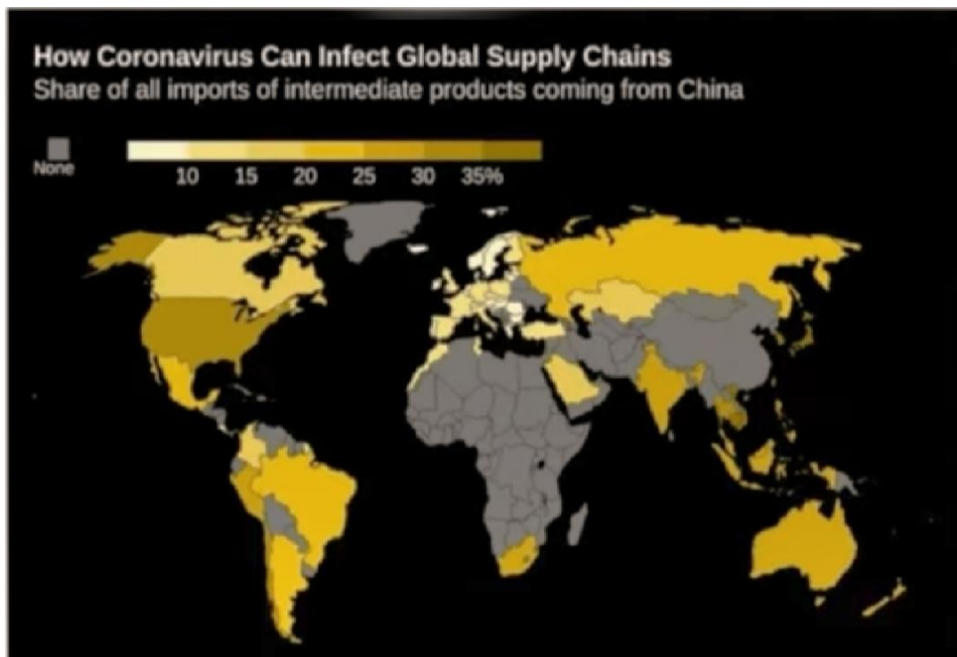 How Coronavirus Can Infect Global Supply Chains
Share of all imports of intermediate products coming from China
None
10 15 20 25 30 35%